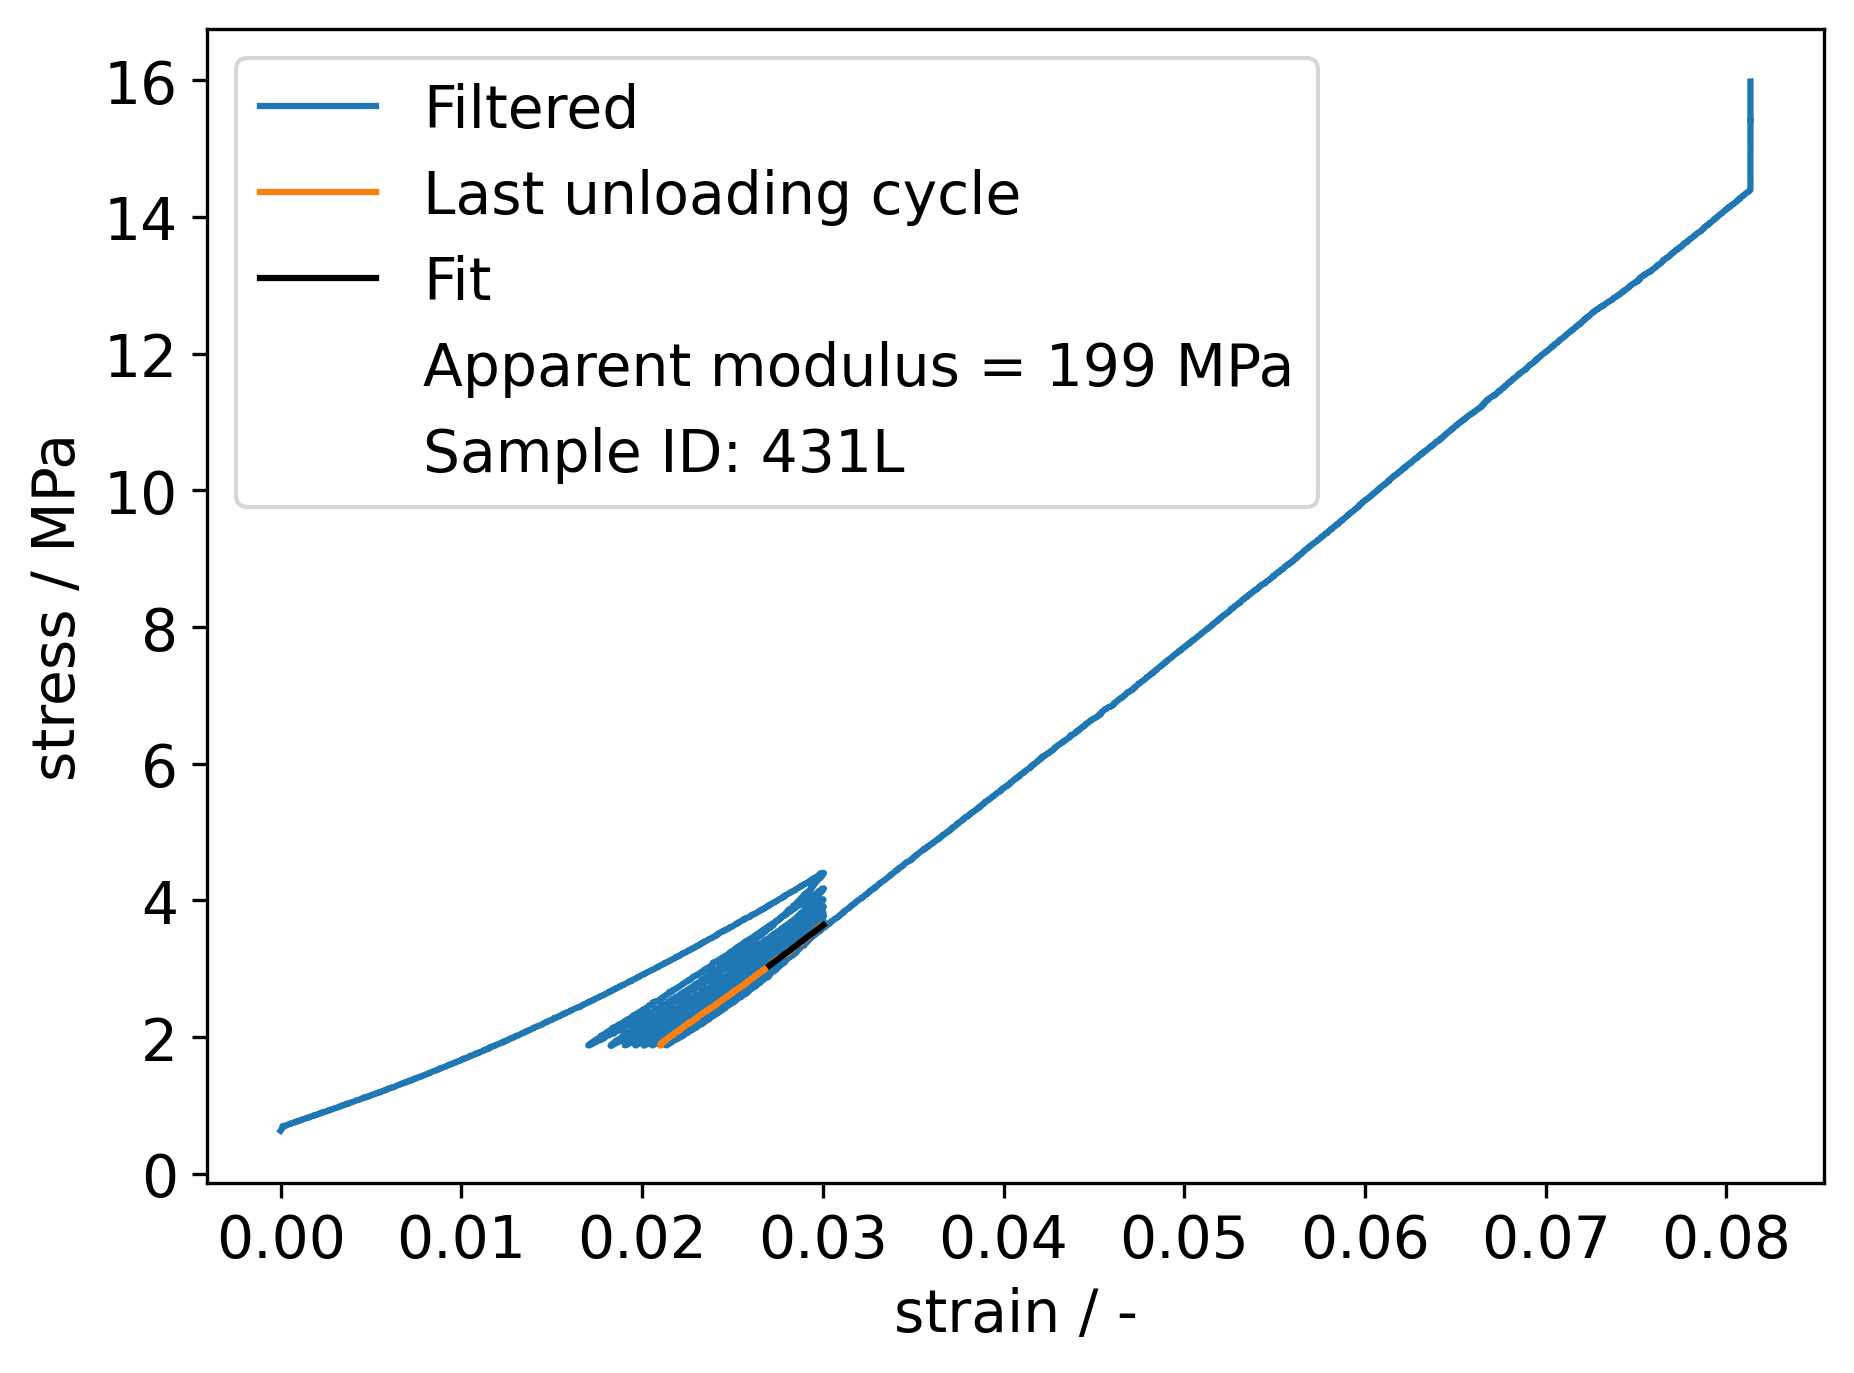 Filtered
Last unloading cycle
Fit
Apparent modulus = 199 MPa
Sample ID: 431L
16
14
12
10
8
6
4
2
0
stress / MPa
0.00 0.01 0.02 0.03 0.04 0.05 0.06 0.07 0.08
strain / -